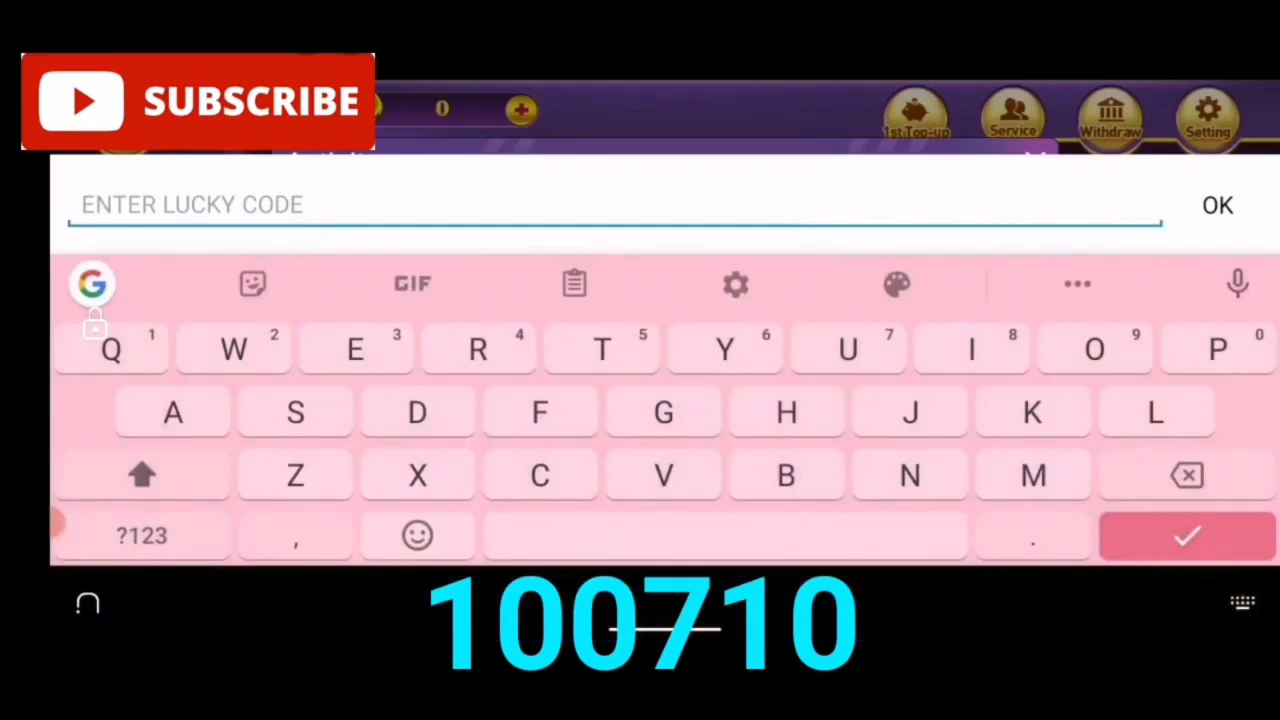 SUBSCRIBE
0
1st Top-up Service Withdraw Setting
ENTER LUCKY CODE OK
G GIF
Q 1 W 2 E 3 R 4 T 5 Y 6 U 7 I 8 O 9 P 0
A S D F G H J K L
Z X C V B N M
?123 , .
100710